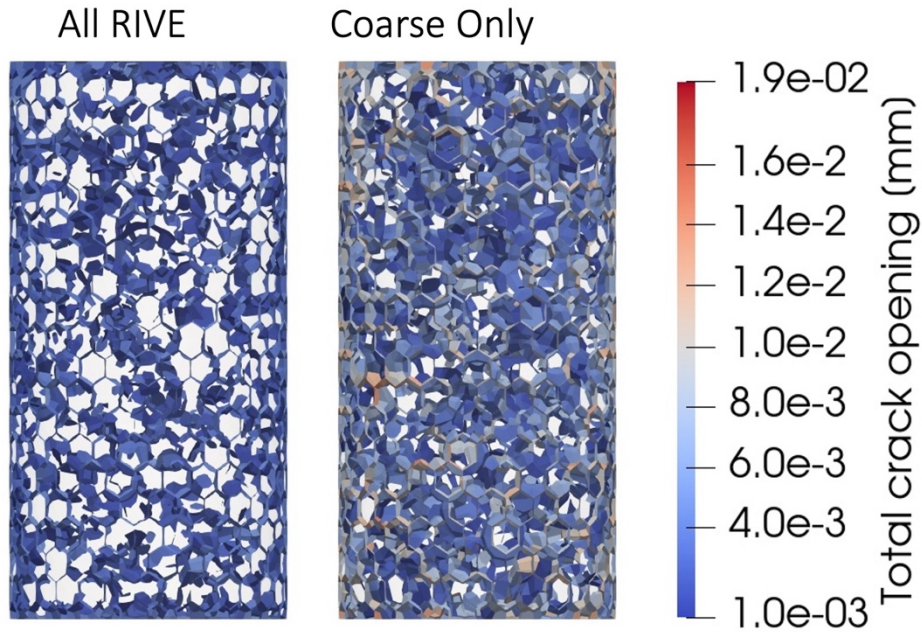 All RIVE
Coarse Only
1.9e-02
1.6e-2
1.4e-2
1.2e-2
1.0e-2
8.0e-3
6.0e-3
4.0e-3
1.0e-03
Total crack opening (mm)